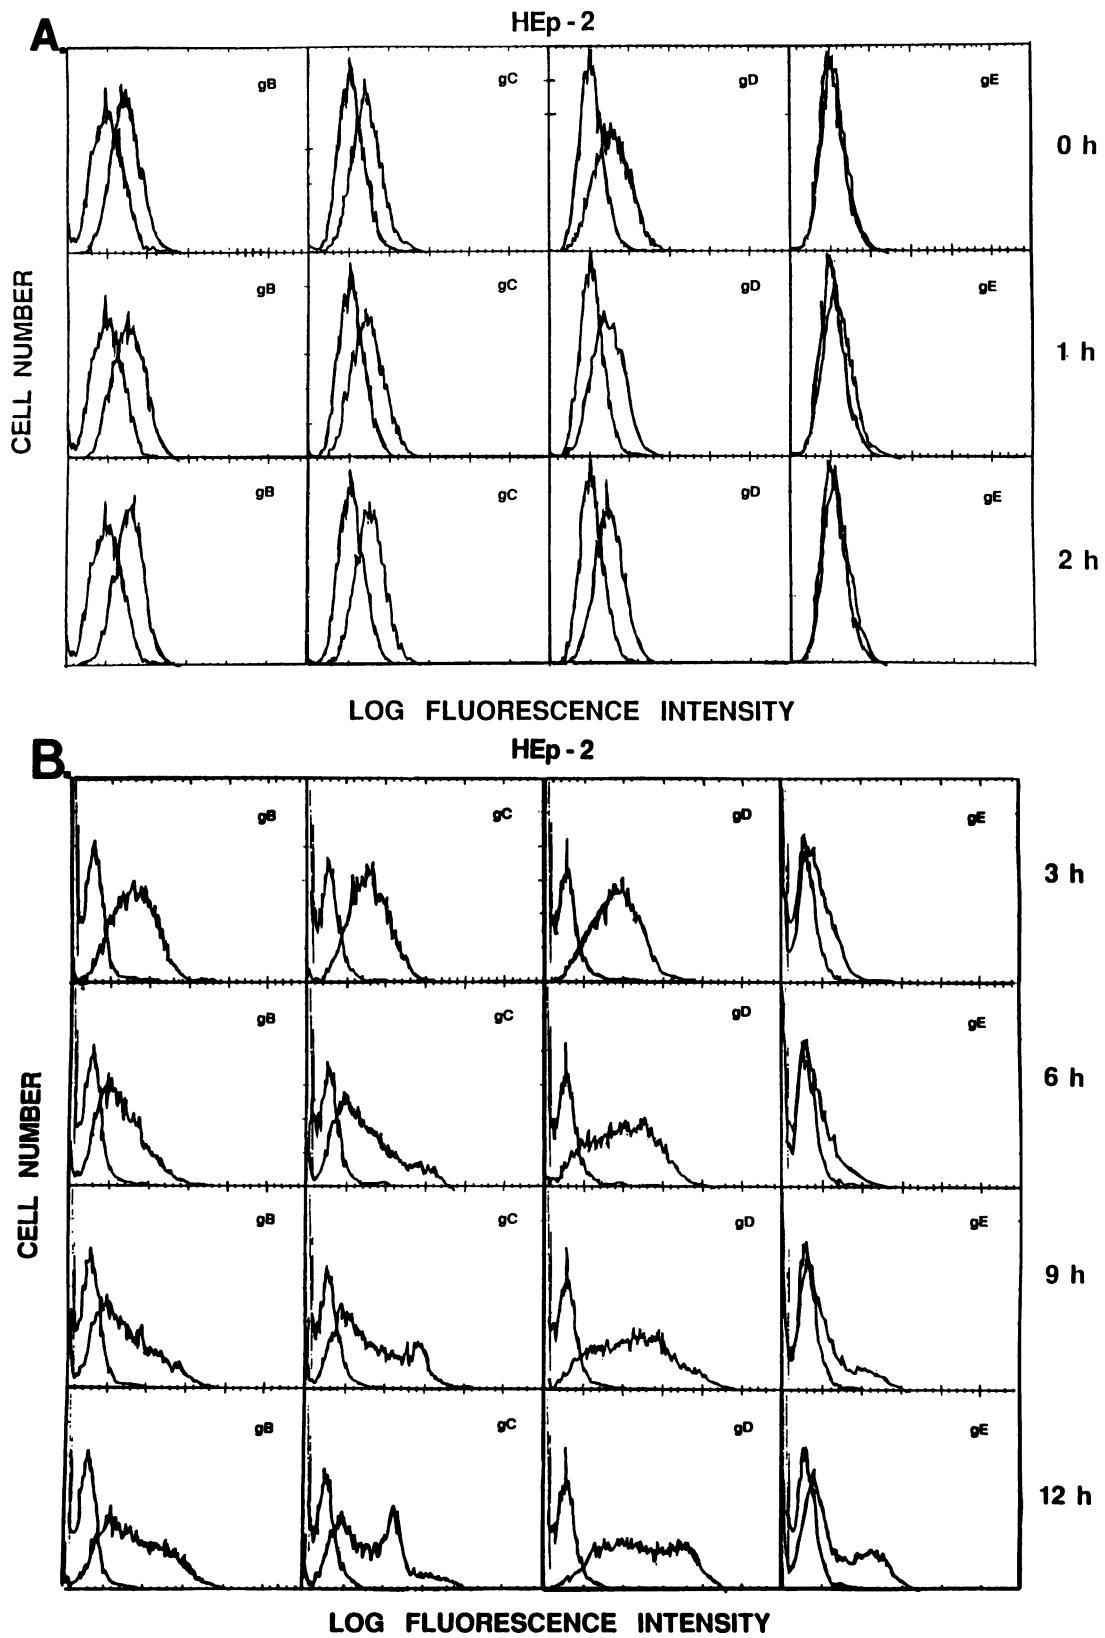 A.
HEp - 2
gB gC gD gE
0 h
gB gC gD gE
1 h
gB gC gD gE
2 h
CELL NUMBER
LOG FLUORESCENCE INTENSITY
B.
HEp - 2
gB gC gD gE
3 h
gB gC gD gE
6 h
gB gC gD gE
9 h
gB gC gD gE
12 h
CELL NUMBER
LOG FLUORESCENCE INTENSITY